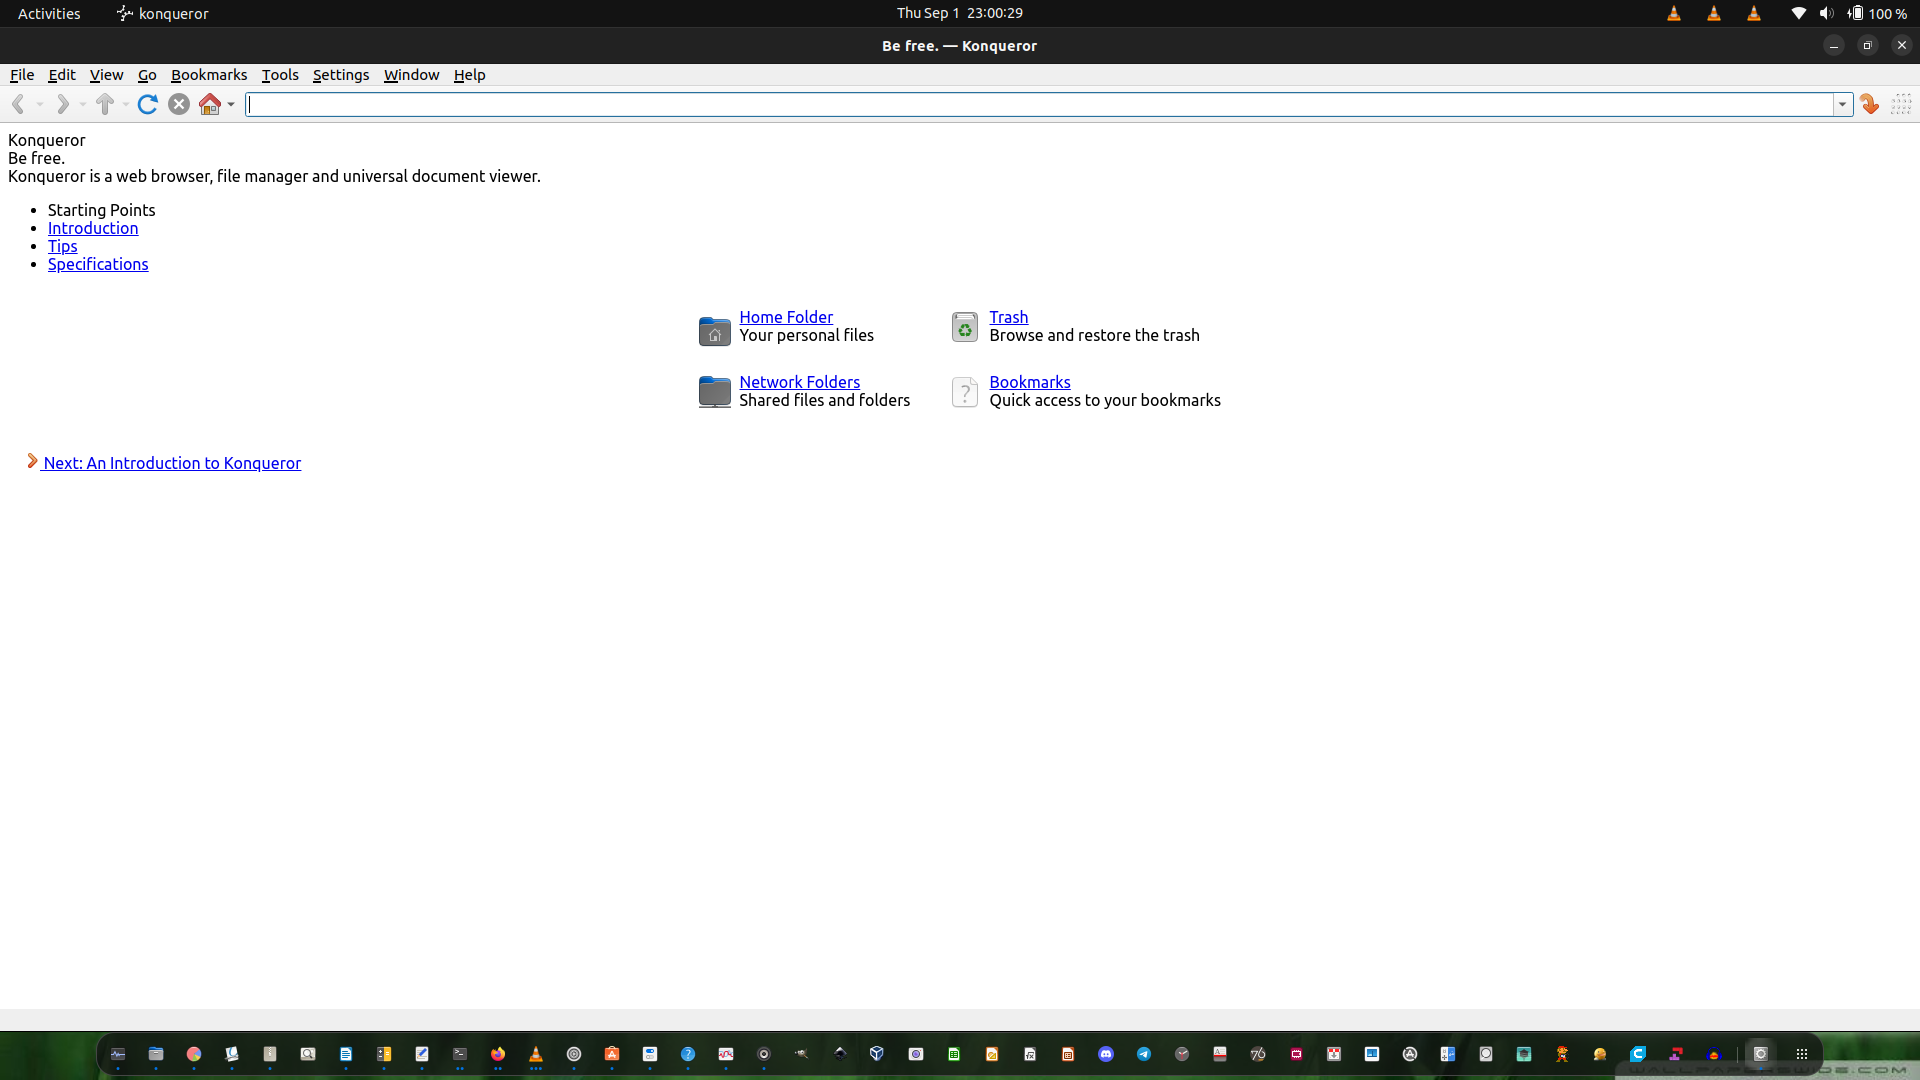 Activities konqueror Thu Sep 1 23:00:29 100 %
Be free. — Konqueror
File Edit View Go Bookmarks Tools Settings Window Help
Konqueror
Be free.
Konqueror is a web browser, file manager and universal document viewer.
Starting Points
Introduction
Tips
Specifications
Home Folder
Your personal files
Trash
Browse and restore the trash
Network Folders
Shared files and folders
Bookmarks
Quick access to your bookmarks
Next: An Introduction to Konqueror
76
WALLPAPERSWIDE.COM